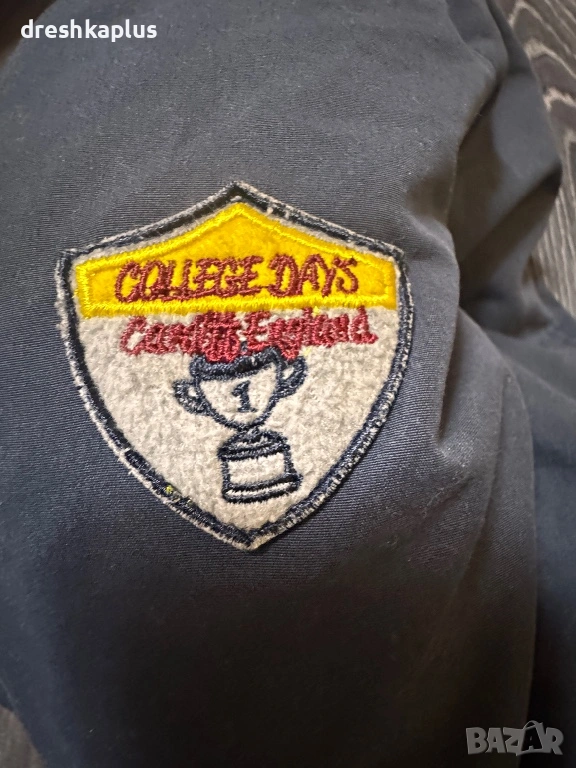 dreshkaplus
COLLEGE DAYS
Cardiff England
1
BAZAR